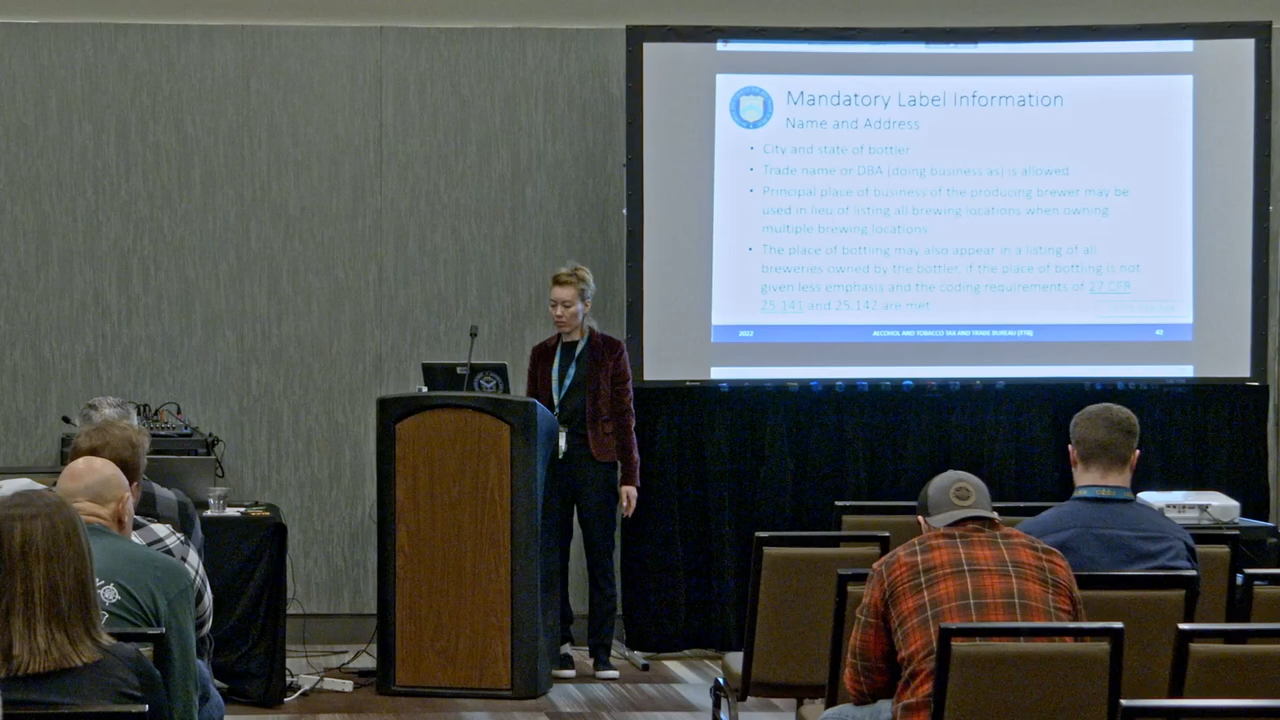 Mandatory Label Information
Name and Address
• City and state of bottler
• Trade name or DBA (doing business as) is allowed
• Principal place of business of the producing brewer may be
used in lieu of listing all brewing locations when owning
multiple brewing locations
• The place of bottling may also appear in a listing of all
breweries owned by the bottler, if the place of bottling is not
given less emphasis and the coding requirements of 27 CFR
25.141 and 25.142 are met
2022 ALCOHOL AND TOBACCO TAX AND TRADE BUREAU (TTB) 42